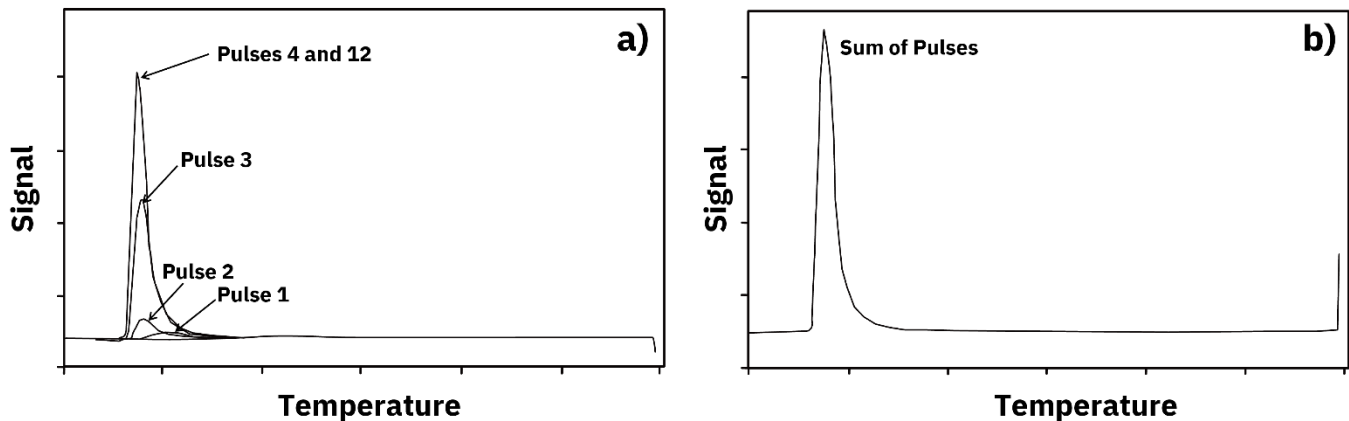 a)
Pulses 4 and 12
Pulse 3
Pulse 2
Pulse 1
Signal
Temperature
b)
Sum of Pulses
Signal
Temperature